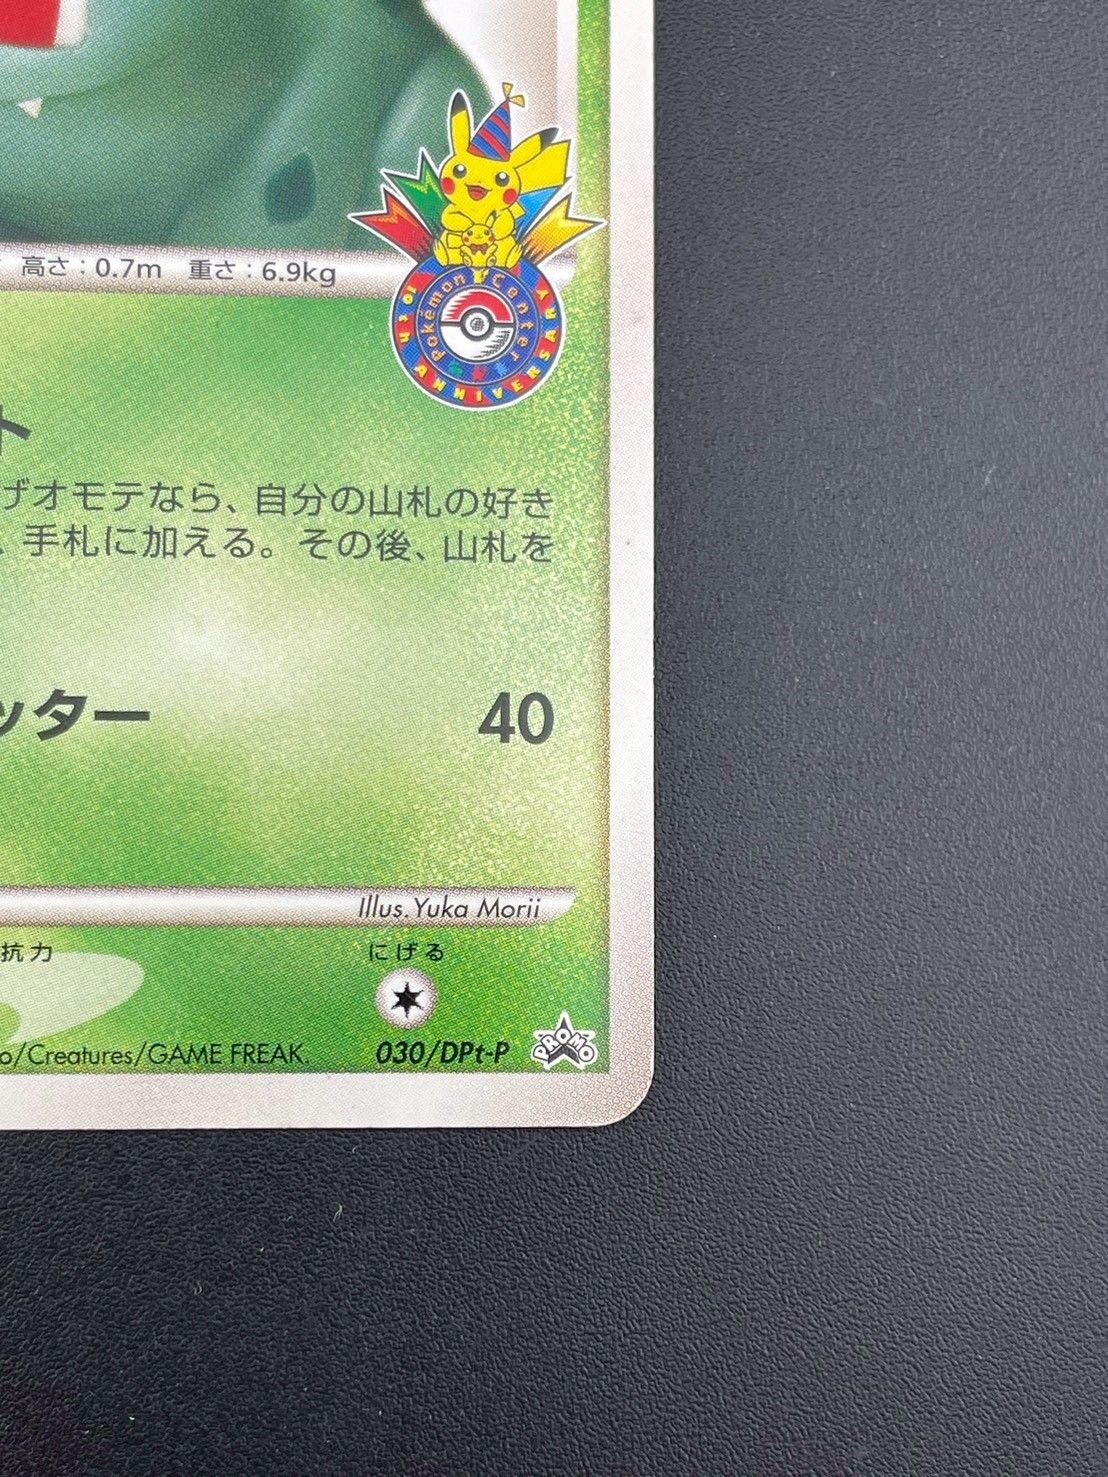 高さ：0.7m 重さ：6.9kg
Pokémon Center
10th ANNIVERSARY
ト
げオモテなら、自分の山札の好き
、手札に加える。その後、山札を
ッター 40
Illus. Yuka Morii
抗力 にげる
o/Creatures/GAME FREAK. 030/DPt-P PROMO